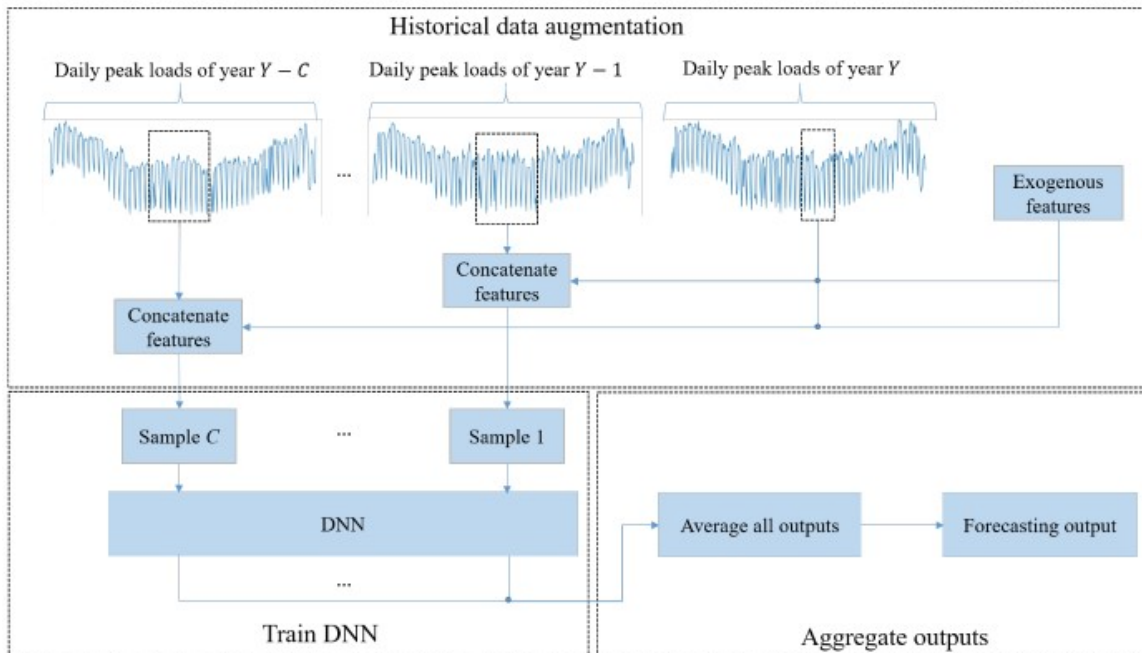 Historical data augmentation
Daily peak loads of year Y − C
Daily peak loads of year Y − 1
Daily peak loads of year Y
...
Exogenous
features
Concatenate
features
Concatenate
features
Sample C
...
Sample 1
DNN
Average all outputs
Forecasting output
...
Train DNN
Aggregate outputs